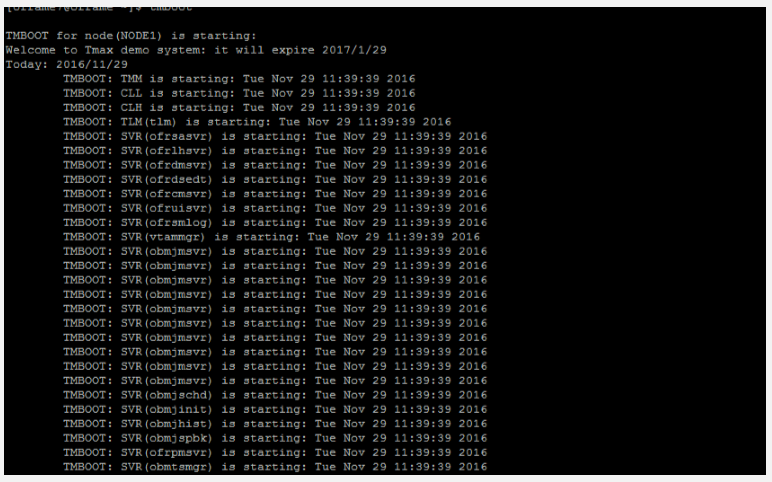 [oframe7@oframe ~]$ tmboot
TMBOOT for node(NODE1) is starting:
Welcome to Tmax demo system: it will expire 2017/1/29
Today: 2016/11/29
TMBOOT: TMM is starting: Tue Nov 29 11:39:39 2016
TMBOOT: CLL is starting: Tue Nov 29 11:39:39 2016
TMBOOT: CLH is starting: Tue Nov 29 11:39:39 2016
TMBOOT: TLM(tlm) is starting: Tue Nov 29 11:39:39 2016
TMBOOT: SVR(ofrsasvr) is starting: Tue Nov 29 11:39:39 2016
TMBOOT: SVR(ofrlhsvr) is starting: Tue Nov 29 11:39:39 2016
TMBOOT: SVR(ofrdmsvr) is starting: Tue Nov 29 11:39:39 2016
TMBOOT: SVR(ofrdsedt) is starting: Tue Nov 29 11:39:39 2016
TMBOOT: SVR(ofrcmsvr) is starting: Tue Nov 29 11:39:39 2016
TMBOOT: SVR(ofruisvr) is starting: Tue Nov 29 11:39:39 2016
TMBOOT: SVR(ofrsmlog) is starting: Tue Nov 29 11:39:39 2016
TMBOOT: SVR(vtammgr) is starting: Tue Nov 29 11:39:39 2016
TMBOOT: SVR(obmjmsvr) is starting: Tue Nov 29 11:39:39 2016
TMBOOT: SVR(obmjmsvr) is starting: Tue Nov 29 11:39:39 2016
TMBOOT: SVR(obmjmsvr) is starting: Tue Nov 29 11:39:39 2016
TMBOOT: SVR(obmjmsvr) is starting: Tue Nov 29 11:39:39 2016
TMBOOT: SVR(obmjmsvr) is starting: Tue Nov 29 11:39:39 2016
TMBOOT: SVR(obmjmsvr) is starting: Tue Nov 29 11:39:39 2016
TMBOOT: SVR(obmjmsvr) is starting: Tue Nov 29 11:39:39 2016
TMBOOT: SVR(obmjmsvr) is starting: Tue Nov 29 11:39:39 2016
TMBOOT: SVR(obmjmsvr) is starting: Tue Nov 29 11:39:39 2016
TMBOOT: SVR(obmjmsvr) is starting: Tue Nov 29 11:39:39 2016
TMBOOT: SVR(obmjschd) is starting: Tue Nov 29 11:39:39 2016
TMBOOT: SVR(obmjinit) is starting: Tue Nov 29 11:39:39 2016
TMBOOT: SVR(obmjhist) is starting: Tue Nov 29 11:39:39 2016
TMBOOT: SVR(obmjspbk) is starting: Tue Nov 29 11:39:39 2016
TMBOOT: SVR(ofrpmsvr) is starting: Tue Nov 29 11:39:39 2016
TMBOOT: SVR(obmtsmgr) is starting: Tue Nov 29 11:39:39 2016